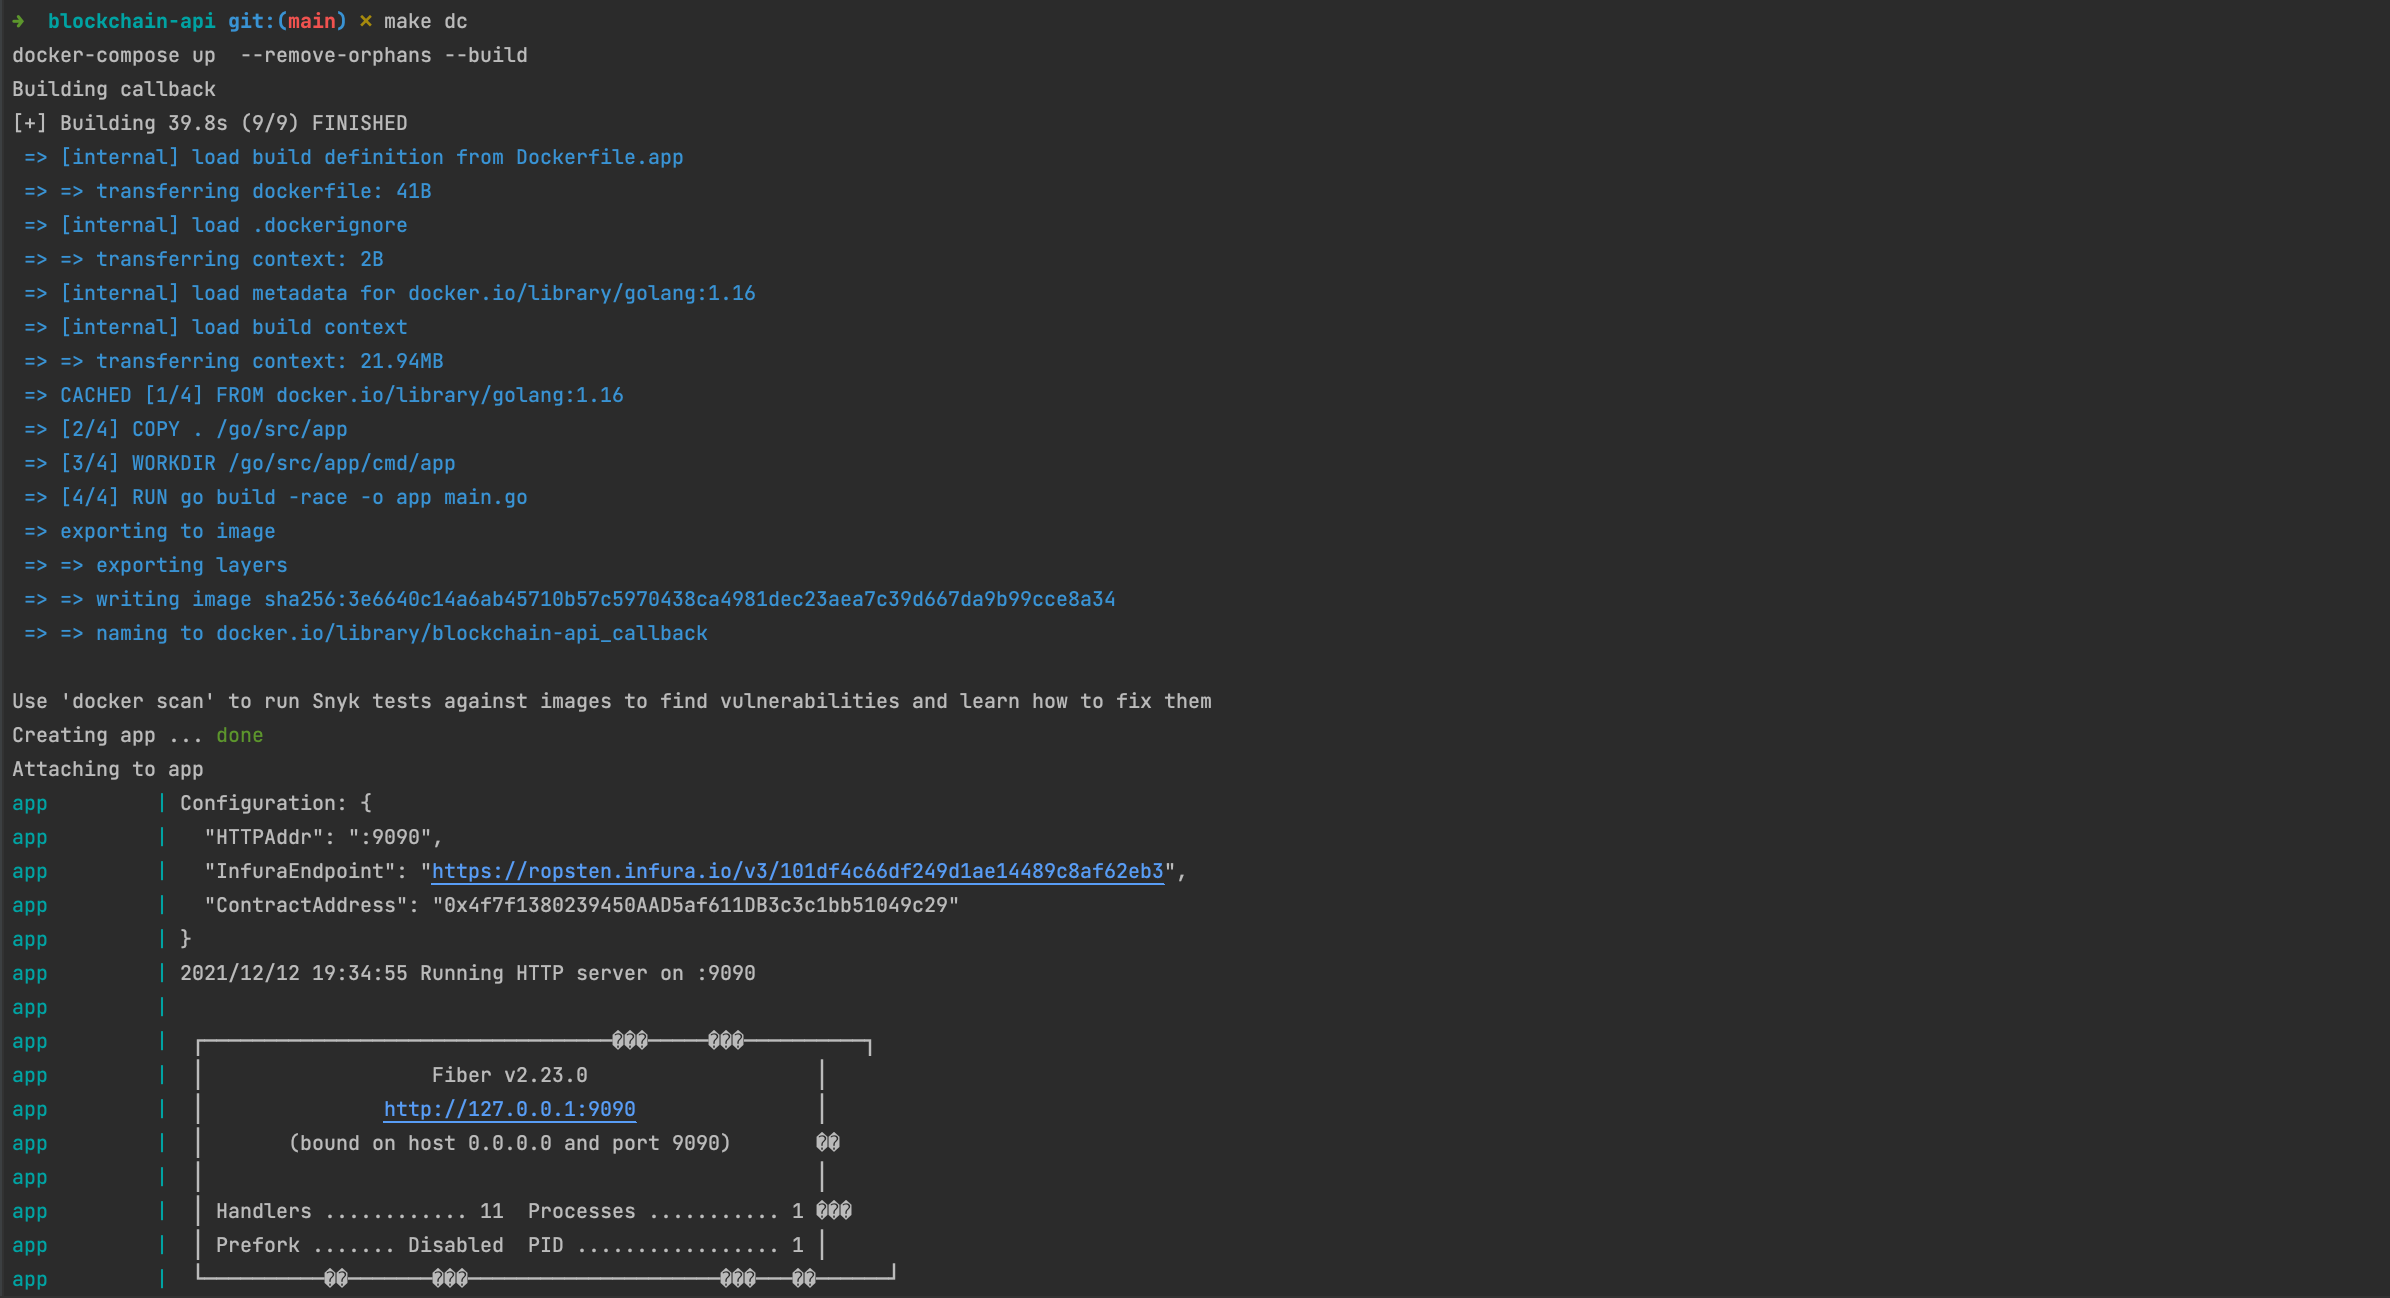 ➜  blockchain-api git:(main) ✗ make dc
docker-compose up  --remove-orphans --build
Building callback
[+] Building 39.8s (9/9) FINISHED
 => [internal] load build definition from Dockerfile.app
 => => transferring dockerfile: 41B
 => [internal] load .dockerignore
 => => transferring context: 2B
 => [internal] load metadata for docker.io/library/golang:1.16
 => [internal] load build context
 => => transferring context: 21.94MB
 => CACHED [1/4] FROM docker.io/library/golang:1.16
 => [2/4] COPY . /go/src/app
 => [3/4] WORKDIR /go/src/app/cmd/app
 => [4/4] RUN go build -race -o app main.go
 => exporting to image
 => => exporting layers
 => => writing image sha256:3e6640c14a6ab45710b57c5970438ca4981dec23aea7c39d667da9b99cce8a34
 => => naming to docker.io/library/blockchain-api_callback

Use 'docker scan' to run Snyk tests against images to find vulnerabilities and learn how to fix them
Creating app ... done
Attaching to app
app         | Configuration: {
app         |   "HTTPAddr": ":9090",
app         |   "InfuraEndpoint": "https://ropsten.infura.io/v3/101df4c66df249d1ae14489c8af62eb3",
app         |   "ContractAddress": "0x4f7f1380239450AAD5af611DB3c3c1bb51049c29"
app         | }
app         | 2021/12/12 19:34:55 Running HTTP server on :9090
app         |
app         |  ┌──────────────────────────────────���─────���──────────┐
app         |  │                   Fiber v2.23.0                   │
app         |  │               http://127.0.0.1:9090               │
app         |  │       (bound on host 0.0.0.0 and port 9090)       ��
app         |  │                                                   │
app         |  │ Handlers ............ 11  Processes ........... 1 ���
app         |  │ Prefork ....... Disabled  PID ................. 1 │
app         |  └──────────��───────���─────────────────────���───��──────┘